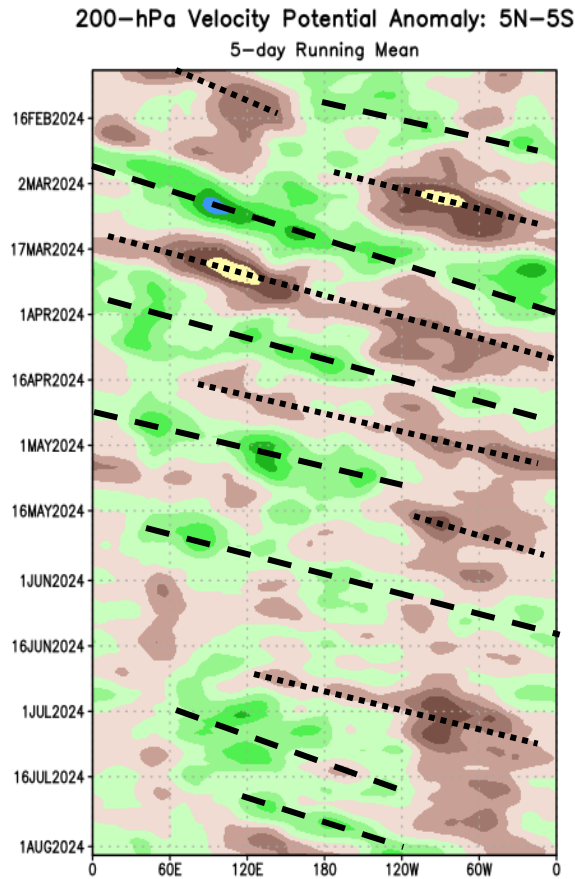 200-hPa Velocity Potential Anomaly: 5N-5S
5-day Running Mean
16FEB2024
2MAR2024
17MAR2024
1APR2024
16APR2024
1MAY2024
16MAY2024
1JUN2024
16JUN2024
1JUL2024
16JUL2024
1AUG2024
0 60E 120E 180 120W 60W 0